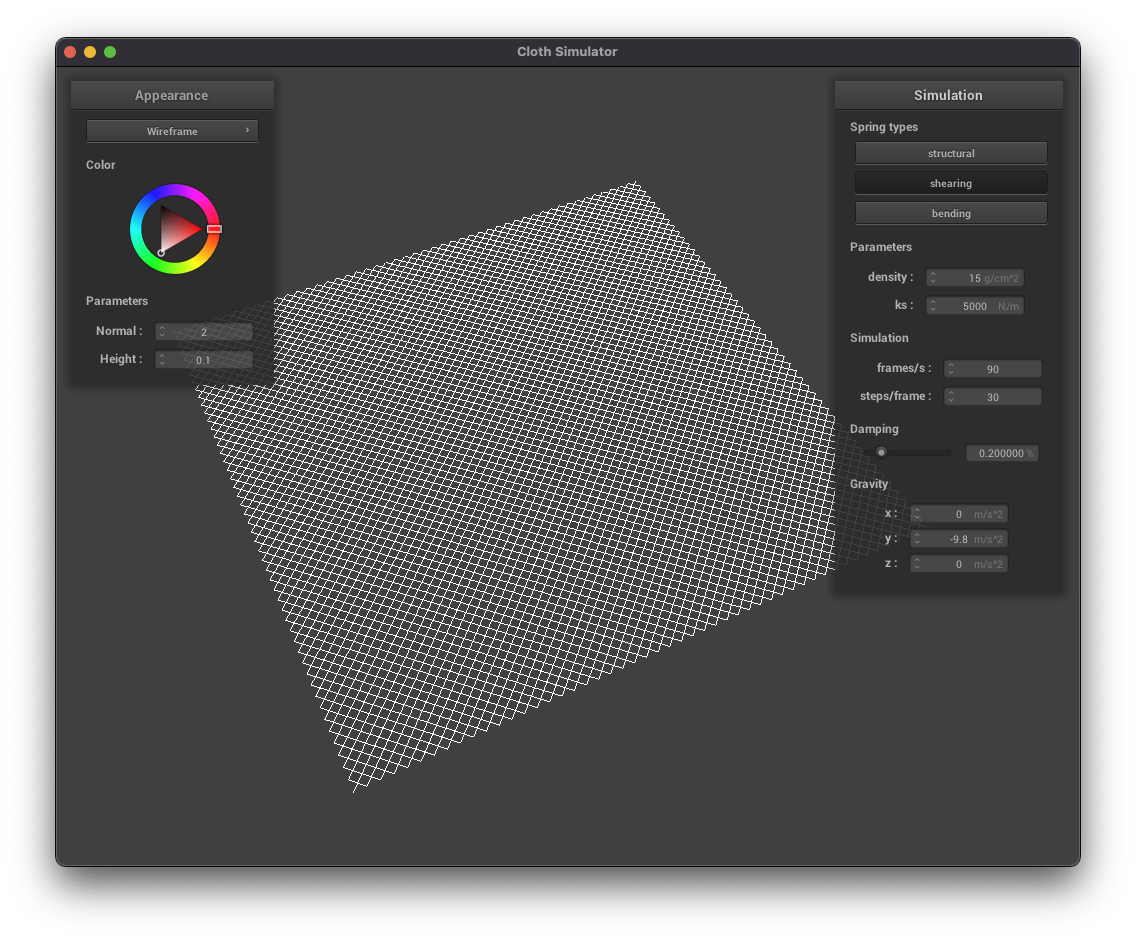 Cloth Simulator
Appearance
Wireframe
Color
Parameters
Normal : 2
Height : 0.1
Simulation
Spring types
structural
shearing
bending
Parameters
density : 15 g/cm^2
ks : 5000 N/m
Simulation
frames/s : 90
steps/frame : 30
Damping
0.200000 %
Gravity
x : 0 m/s^2
y : -9.8 m/s^2
z : 0 m/s^2